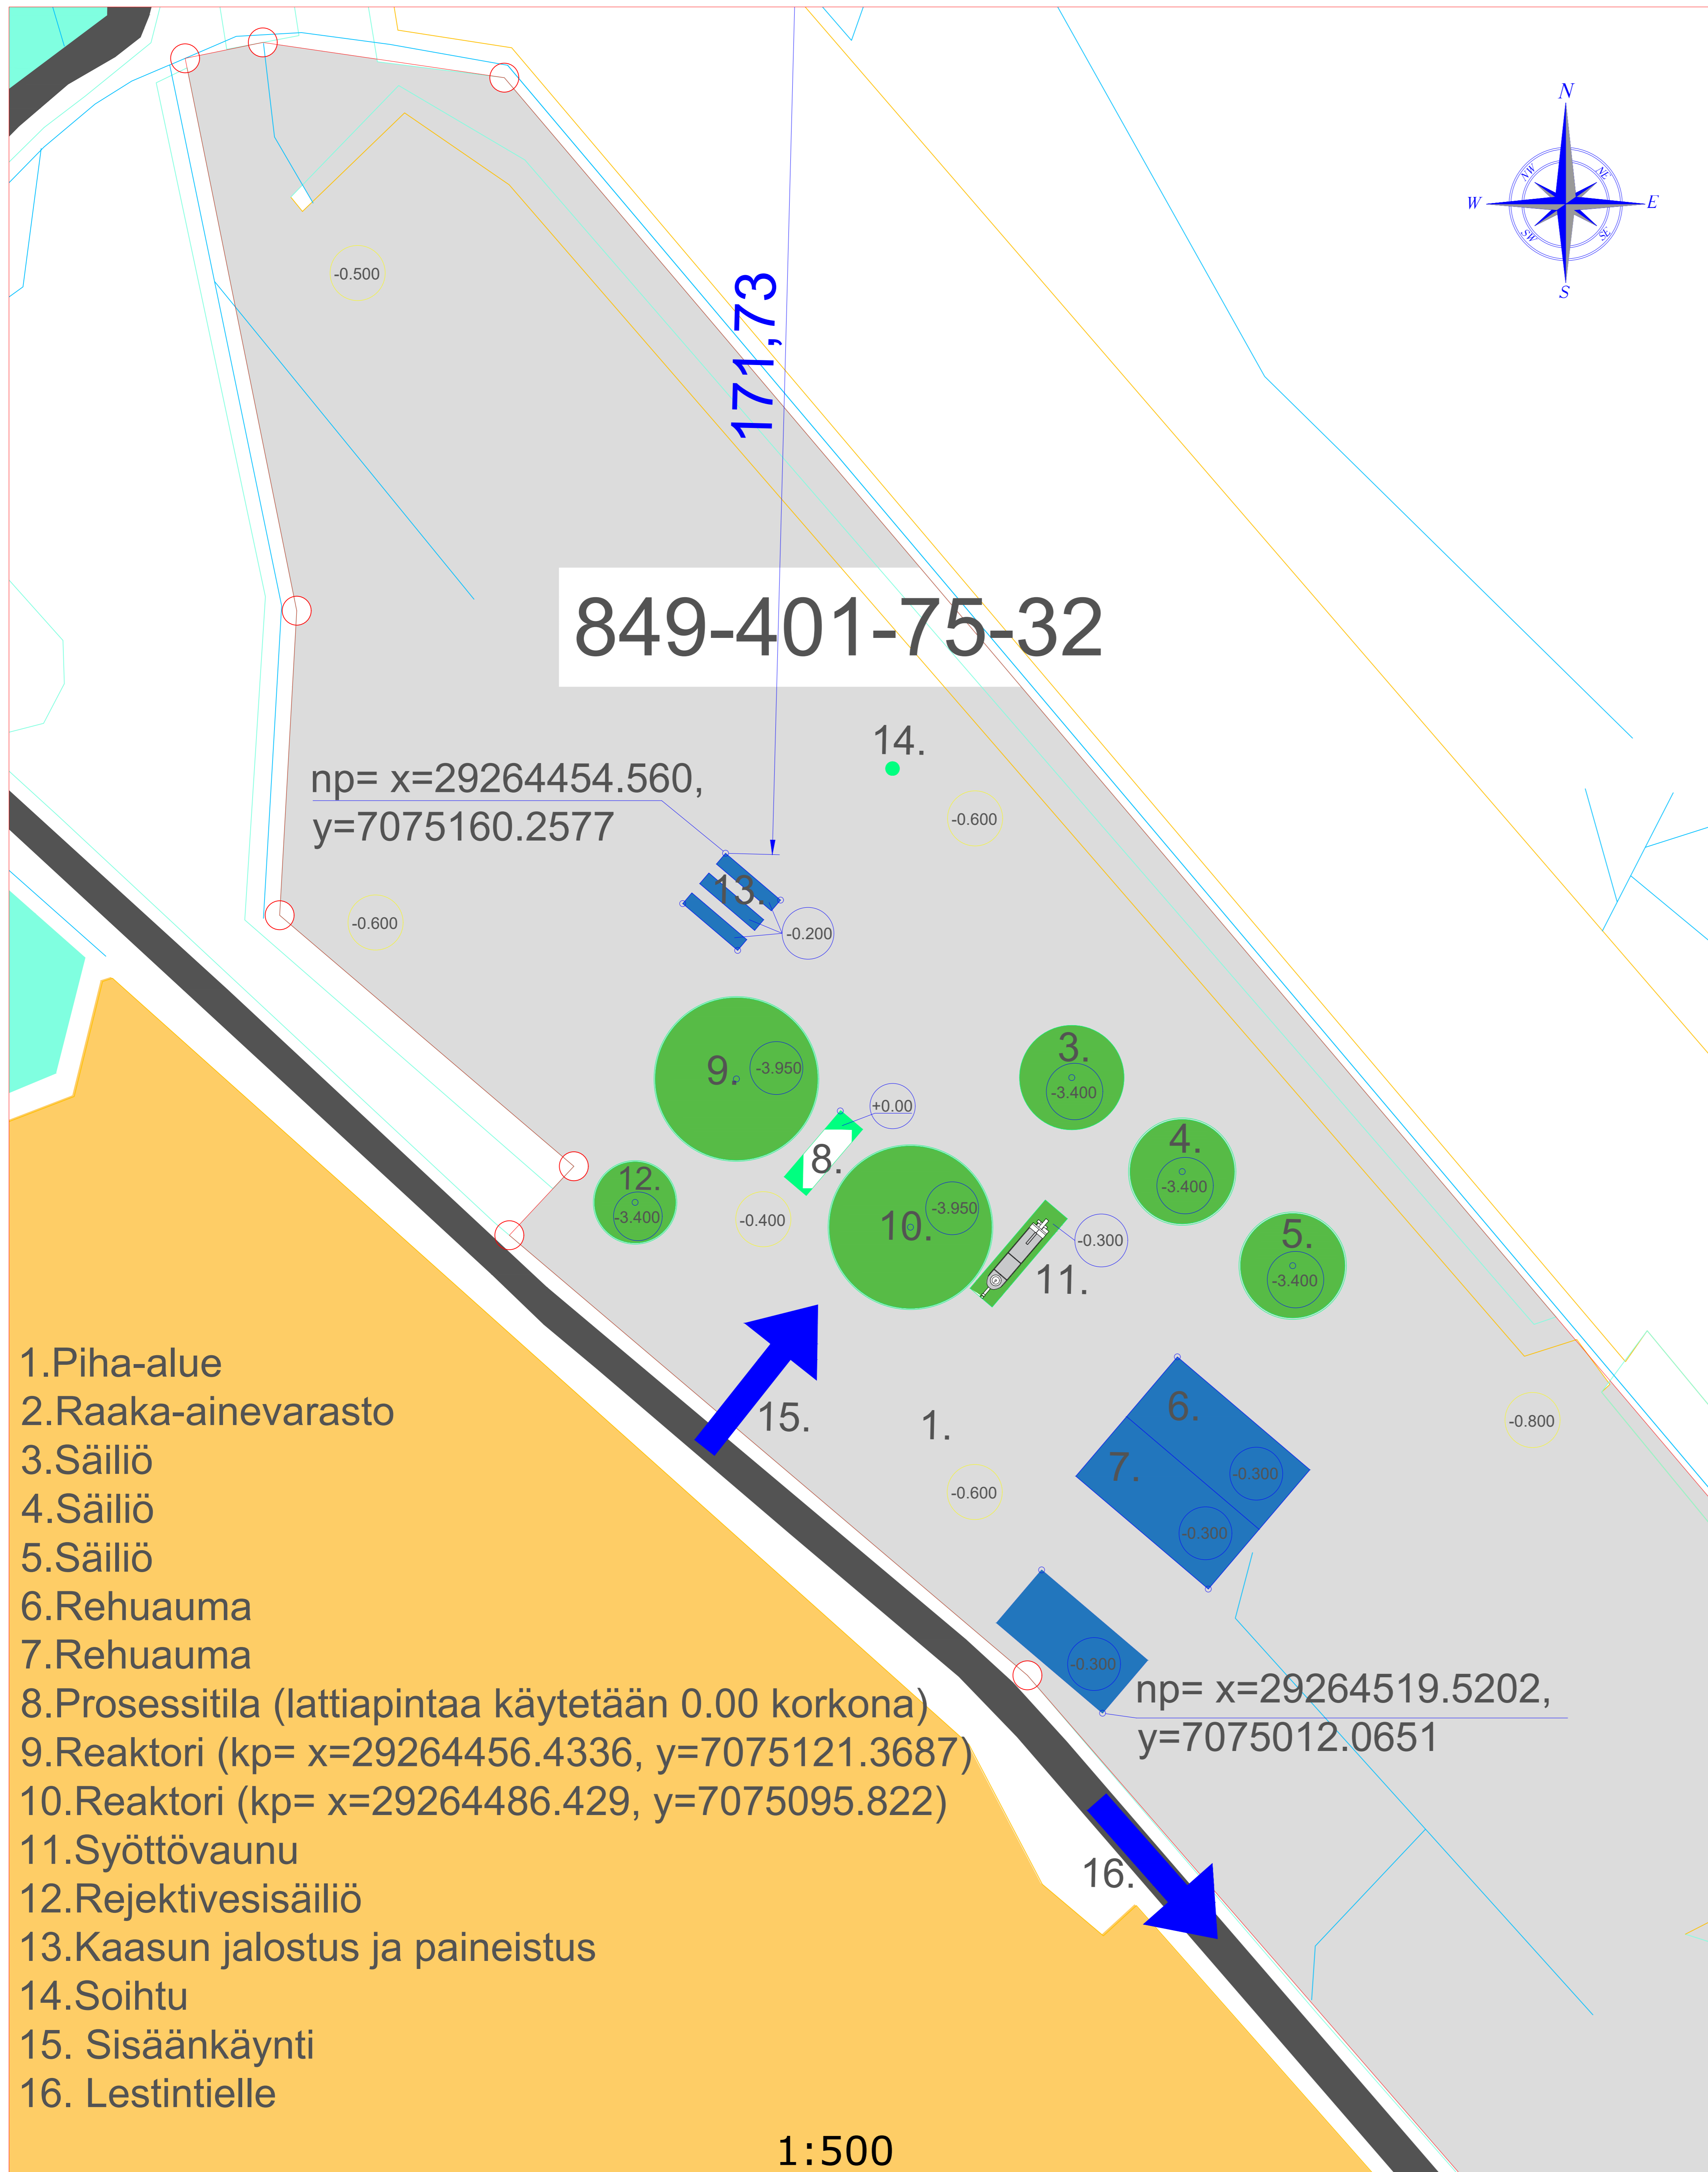 N
NW
NE
W
E
SW
SE
S
-0.500
171,73
849-401-75-32
14.
np= x=29264454.560,
y=7075160.2577
-0.600
13.
-0.600
-0.200
3.
9.
-3.950
-3.400
+0.00
4.
8.
12.
-3.400
-3.400
-3.950
-0.400
10.
5.
-0.300
11.
-3.400
1.Piha-alue
2.Raaka-ainevarasto
3.Säiliö
4.Säiliö
5.Säiliö
6.Rehuauma
7.Rehuauma
8.Prosessitila (lattiapintaa käytetään 0.00 korkona)
9.Reaktori (kp= x=29264456.4336, y=7075121.3687)
10.Reaktori (kp= x=29264486.429, y=7075095.822)
11.Syöttövaunu
12.Rejektivesisäiliö
13.Kaasun jalostus ja paineistus
14.Soihtu
15. Sisäänkäynti
16. Lestintielle
15.
1.
6.
-0.800
7.
-0.300
-0.600
-0.300
-0.300
np= x=29264519.5202,
y=7075012.0651
16.
1:500